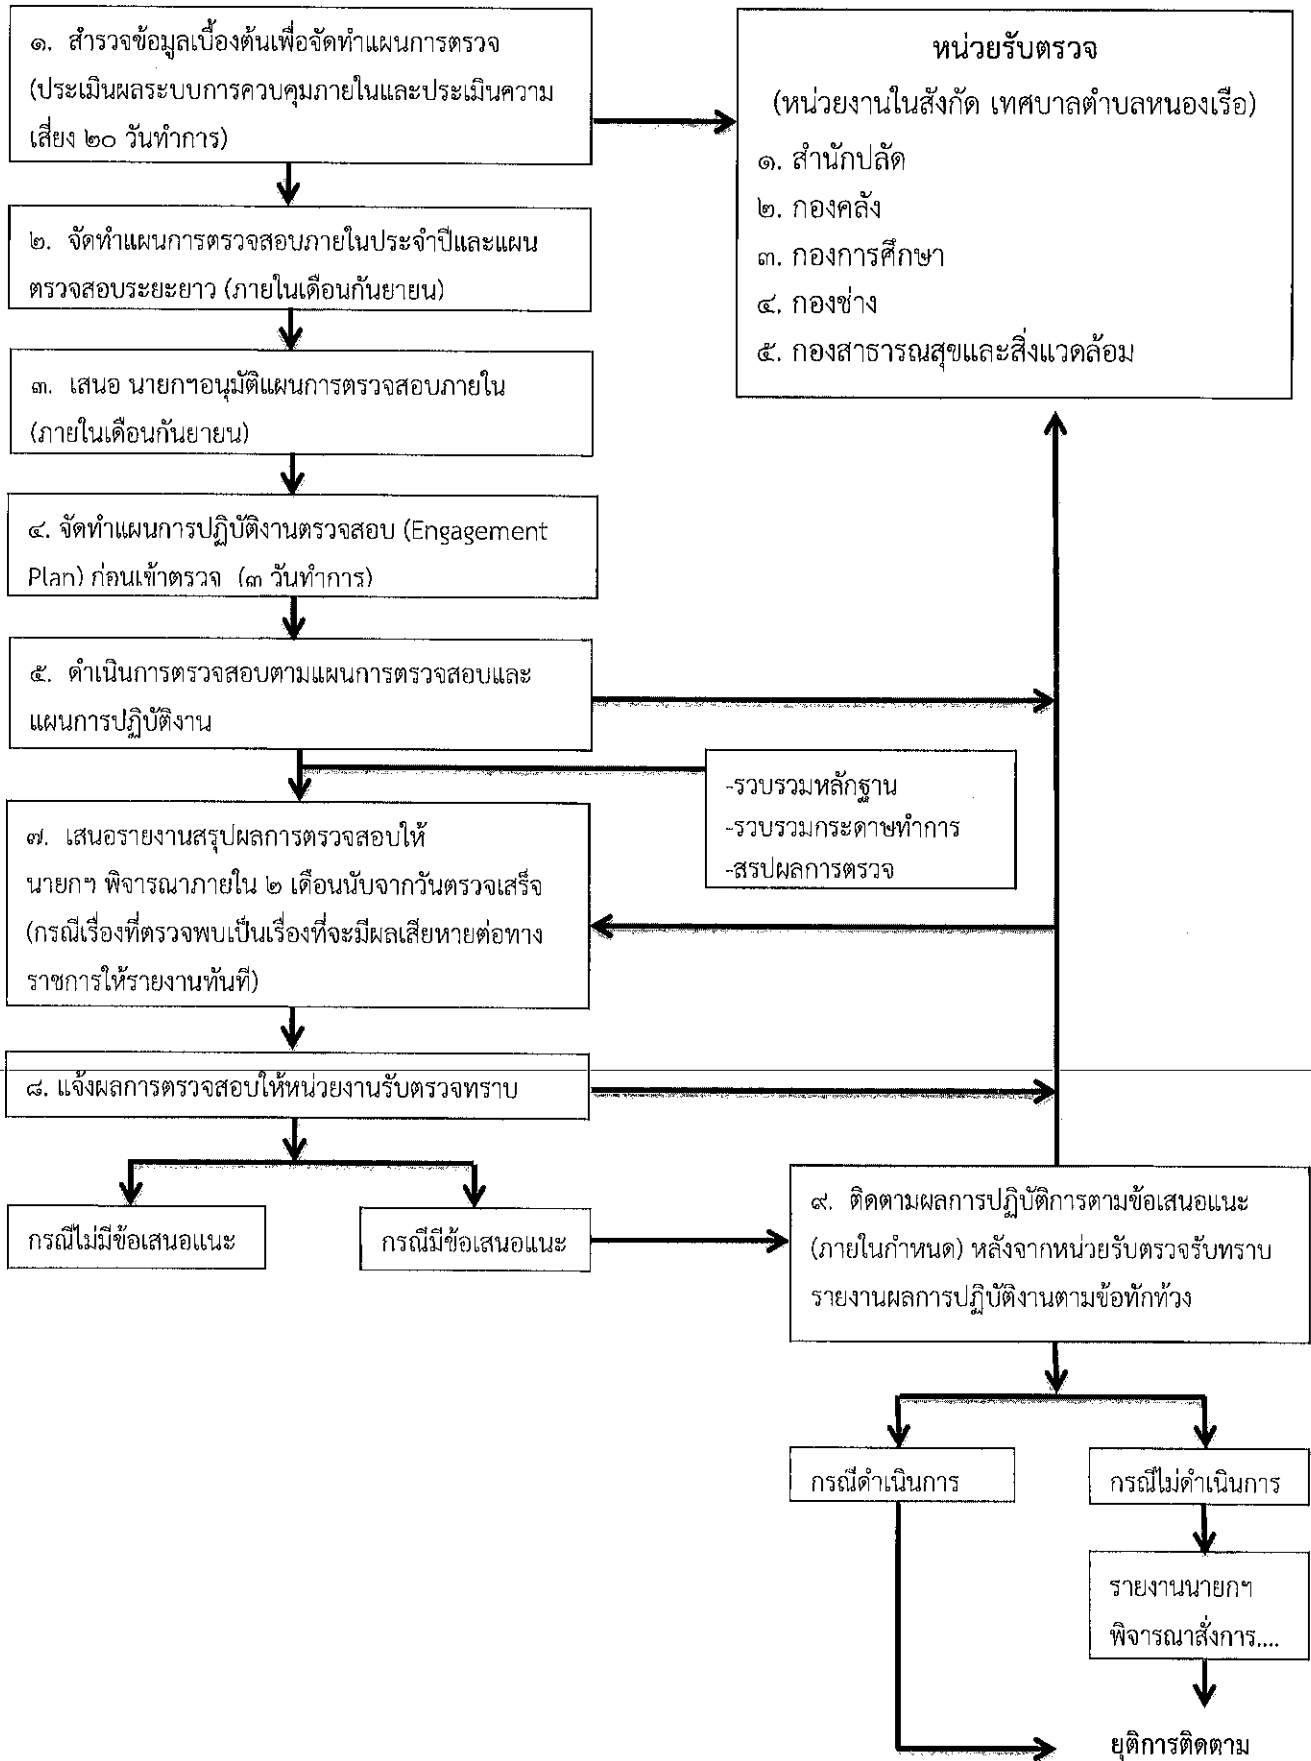 ๑. สำรวจข้อมูลเบื้องต้นเพื่อจัดทำแผนการตรวจ
(ประเมินผลระบบการควบคุมภายในและประเมินความ
เสี่ยง ๒๐ วันทำการ)
หน่วยรับตรวจ
(หน่วยงานในสังกัด เทศบาลตำบลหนองเรือ)
๑. สำนักปลัด
๒. กองคลัง
๓. กองการศึกษา
๔. กองช่าง
๕. กองสาธารณสุขและสิ่งแวดล้อม
๒. จัดทำแผนการตรวจสอบภายในประจำปีและแผน
ตรวจสอบระยะยาว (ภายในเดือนกันยายน)
๓. เสนอ นายกฯอนุมัติแผนการตรวจสอบภายใน
(ภายในเดือนกันยายน)
๔. จัดทำแผนการปฏิบัติงานตรวจสอบ (Engagement
Plan) ก่อนเข้าตรวจ (๓ วันทำการ)
๕. ดำเนินการตรวจสอบตามแผนการตรวจสอบและ
แผนการปฏิบัติงาน
-รวบรวมหลักฐาน
-รวบรวมกระดาษทำการ
-สรุปผลการตรวจ
๗. เสนอรายงานสรุปผลการตรวจสอบให้
นายกฯ พิจารณาภายใน ๒ เดือนนับจากวันตรวจเสร็จ
(กรณีเรื่องที่ตรวจพบเป็นเรื่องที่จะมีผลเสียหายต่อทาง
ราชการให้รายงานทันที)
๘. แจ้งผลการตรวจสอบให้หน่วยงานรับตรวจทราบ
กรณีไม่มีข้อเสนอแนะ
กรณีมีข้อเสนอแนะ
๙. ติดตามผลการปฏิบัติการตามข้อเสนอแนะ
(ภายในกำหนด) หลังจากหน่วยรับตรวจรับทราบ
รายงานผลการปฏิบัติงานตามข้อทักท้วง
กรณีดำเนินการ
กรณีไม่ดำเนินการ
รายงานนายกฯ
พิจารณาสั่งการ....
ยุติการติดตาม